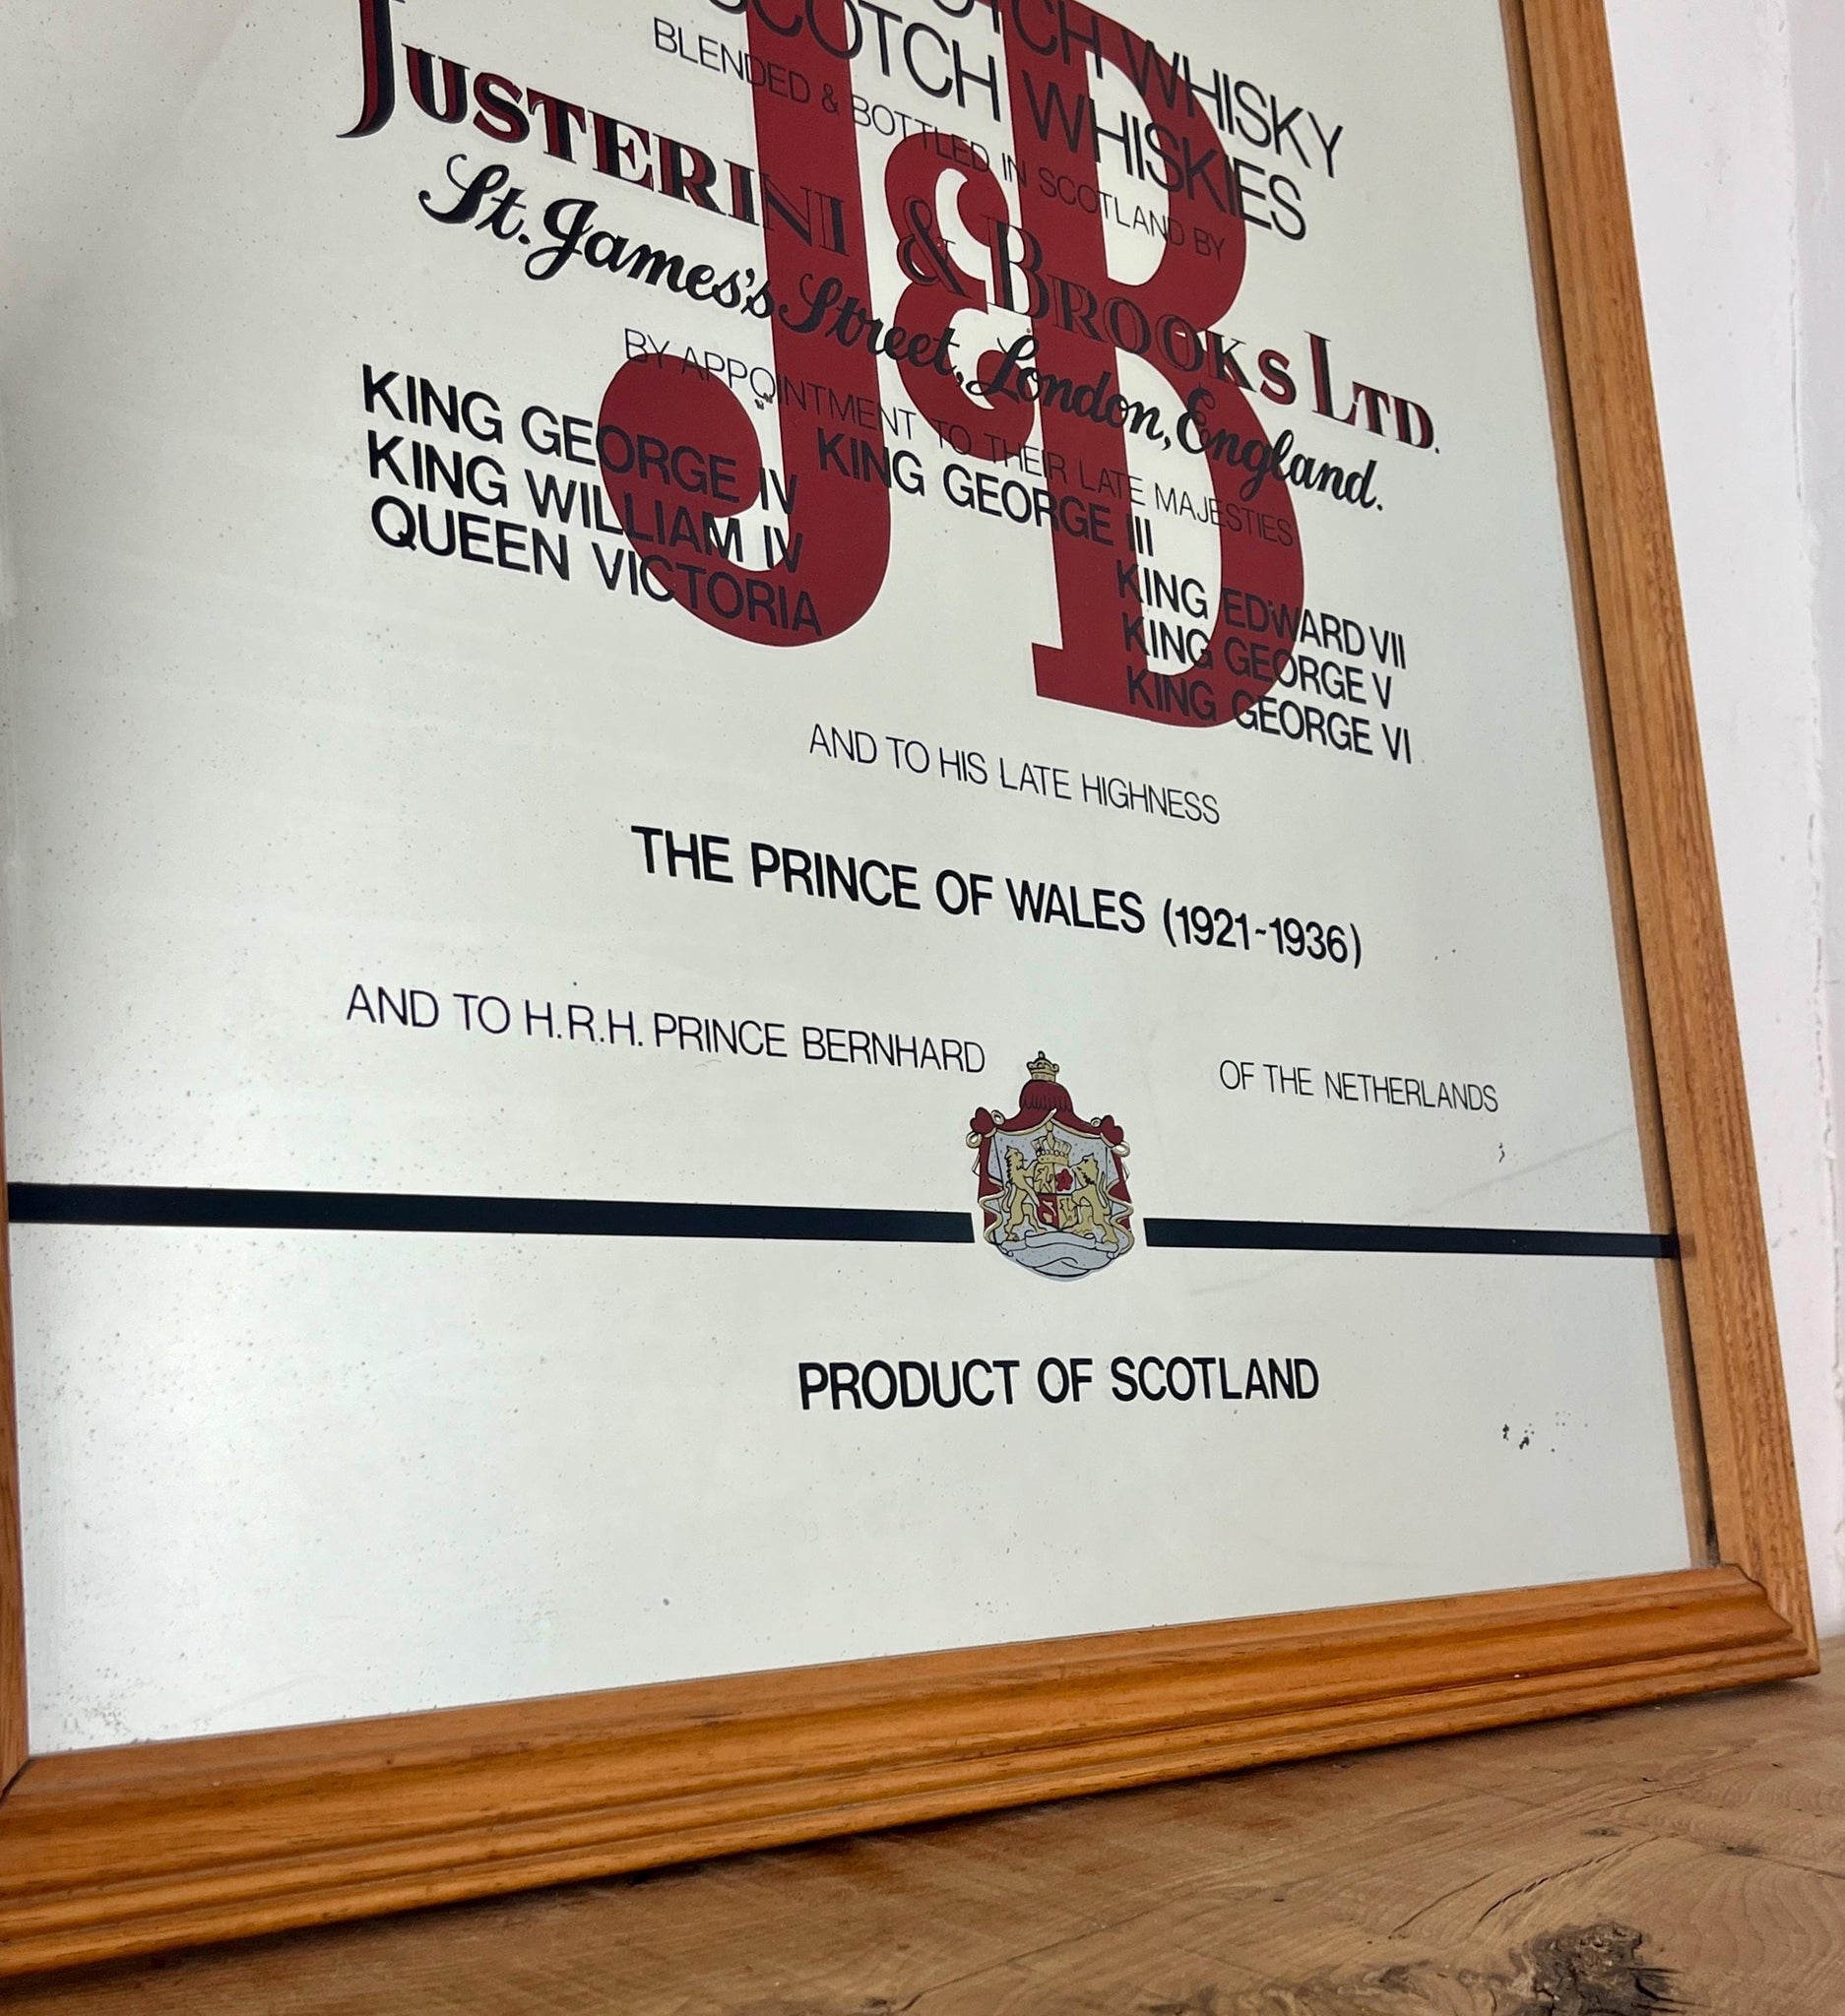 SCOTCH WHISKY
SCOTCH WHISKIES
BLENDED & BOTTLED IN SCOTLAND BY
J&B
JUSTERINI & BROOKS LTD.
St. James's Street, London, England.
BY APPOINTMENT TO THEIR LATE MAJESTIES
KING GEORGE III
KING GEORGE IV
KING WILLIAM IV
QUEEN VICTORIA
KING EDWARD VII
KING GEORGE V
KING GEORGE VI
AND TO HIS LATE HIGHNESS
THE PRINCE OF WALES (1921-1936)
AND TO H.R.H. PRINCE BERNHARD OF THE NETHERLANDS
PRODUCT OF SCOTLAND